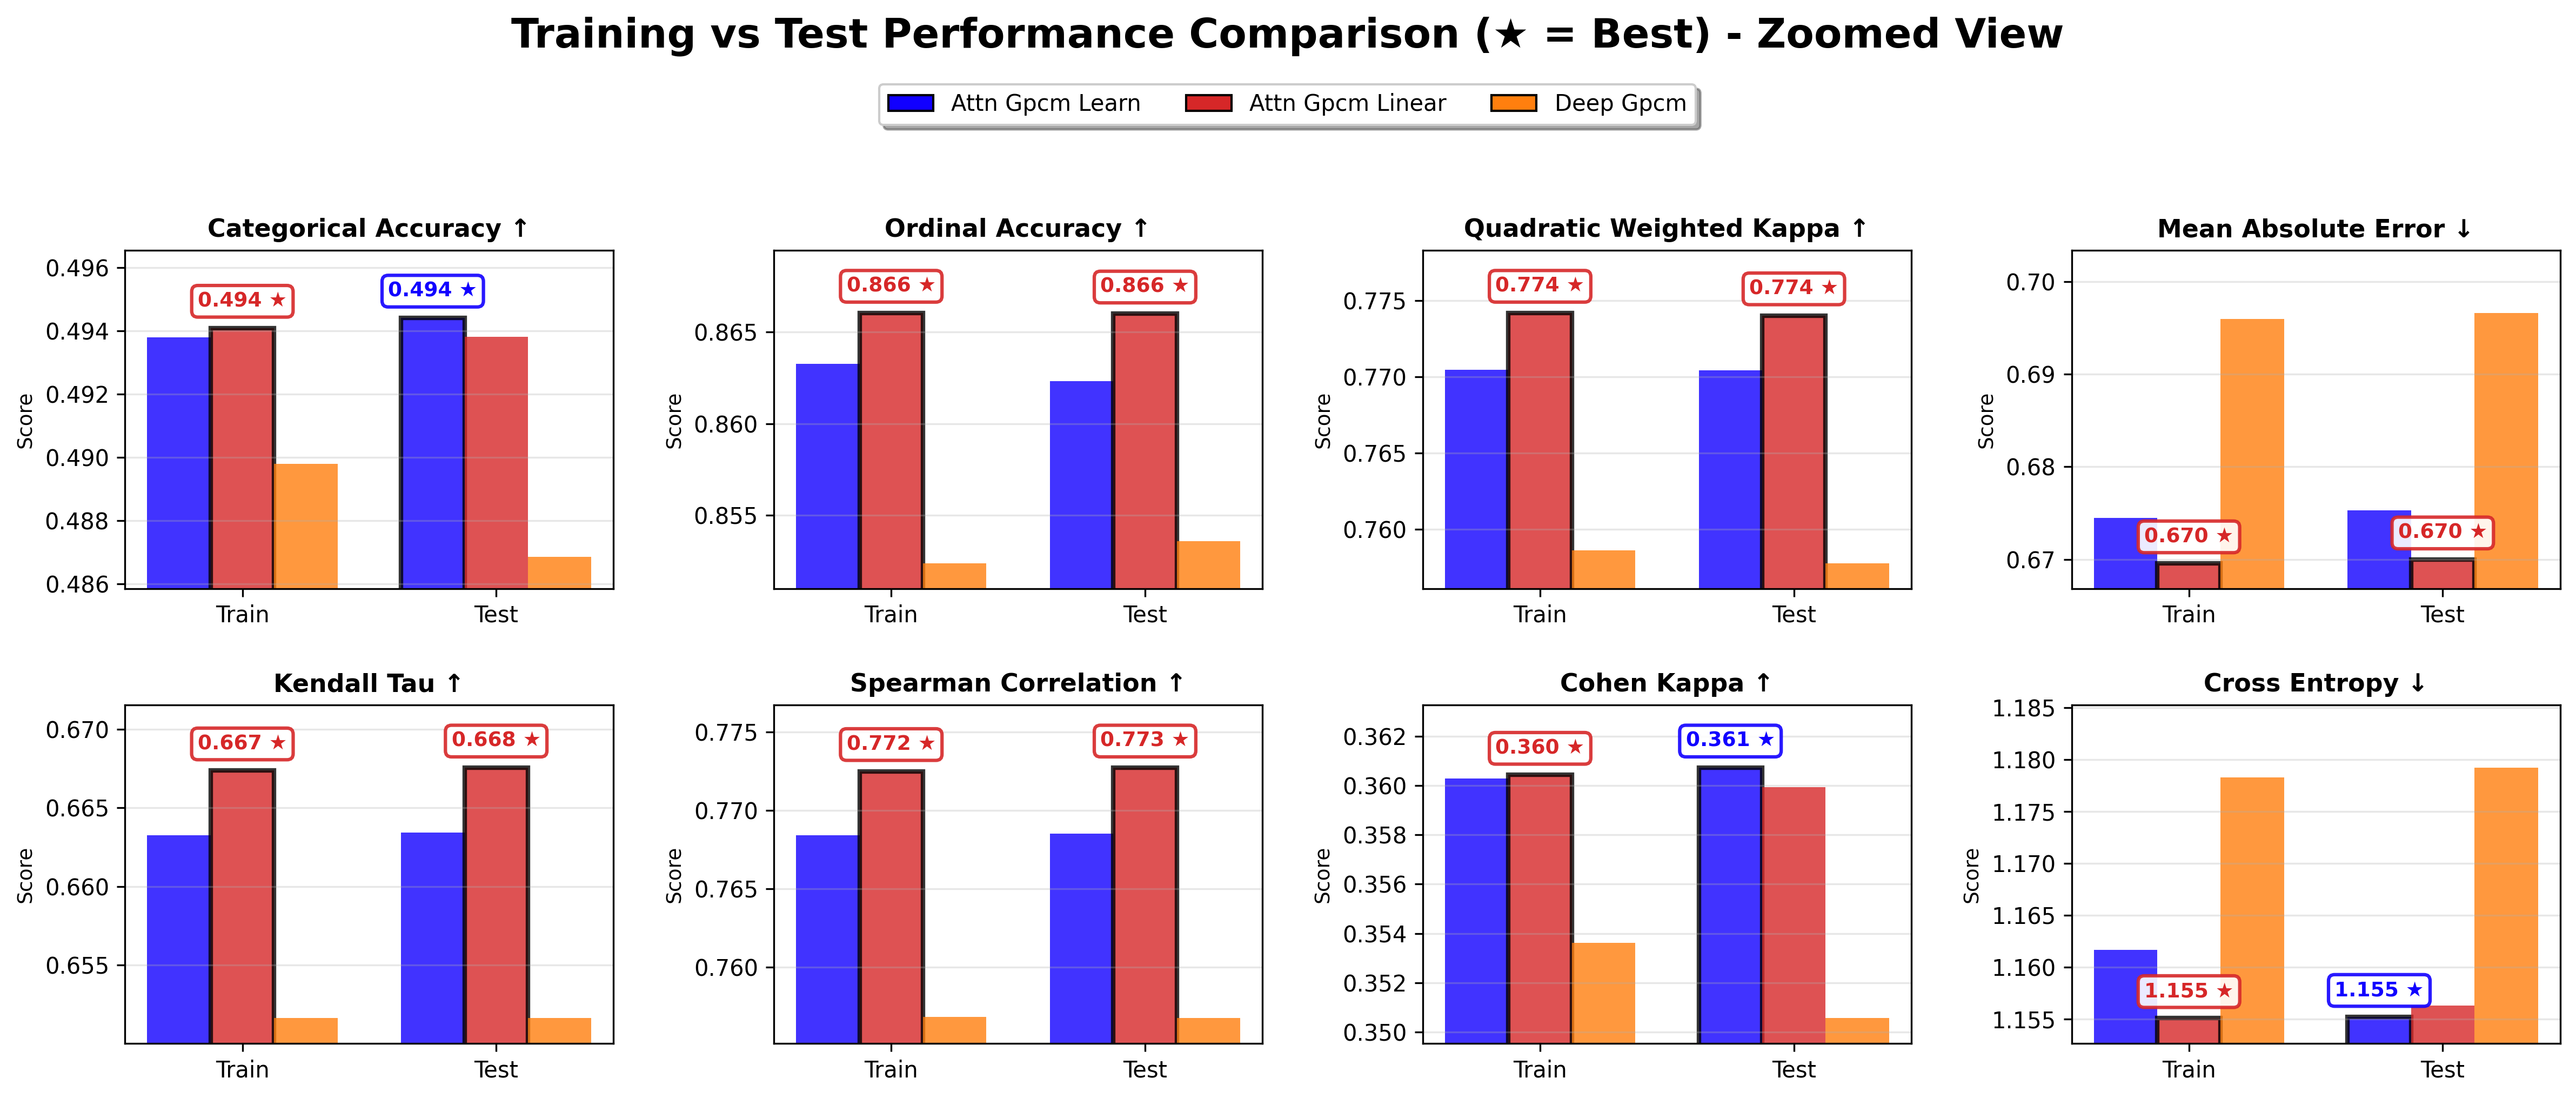 Training vs Test Performance Comparison (★ = Best) - Zoomed View
Attn Gpcm Learn
Attn Gpcm Linear
Deep Gpcm
Categorical Accuracy ↑
Score
0.496
0.494
0.492
0.490
0.488
0.486
0.494 ★
0.494 ★
Train
Test
Ordinal Accuracy ↑
Score
0.865
0.860
0.855
0.866 ★
0.866 ★
Train
Test
Quadratic Weighted Kappa ↑
Score
0.775
0.770
0.765
0.760
0.774 ★
0.774 ★
Train
Test
Mean Absolute Error ↓
Score
0.70
0.69
0.68
0.67
0.670 ★
0.670 ★
Train
Test
Kendall Tau ↑
Score
0.670
0.665
0.660
0.655
0.667 ★
0.668 ★
Train
Test
Spearman Correlation ↑
Score
0.775
0.770
0.765
0.760
0.772 ★
0.773 ★
Train
Test
Cohen Kappa ↑
Score
0.362
0.360
0.358
0.356
0.354
0.352
0.350
0.360 ★
0.361 ★
Train
Test
Cross Entropy ↓
Score
1.185
1.180
1.175
1.170
1.165
1.160
1.155
1.155 ★
1.155 ★
Train
Test